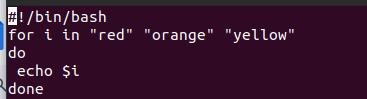 #!/bin/bash
for i in "red" "orange" "yellow"
do
 echo $i
done